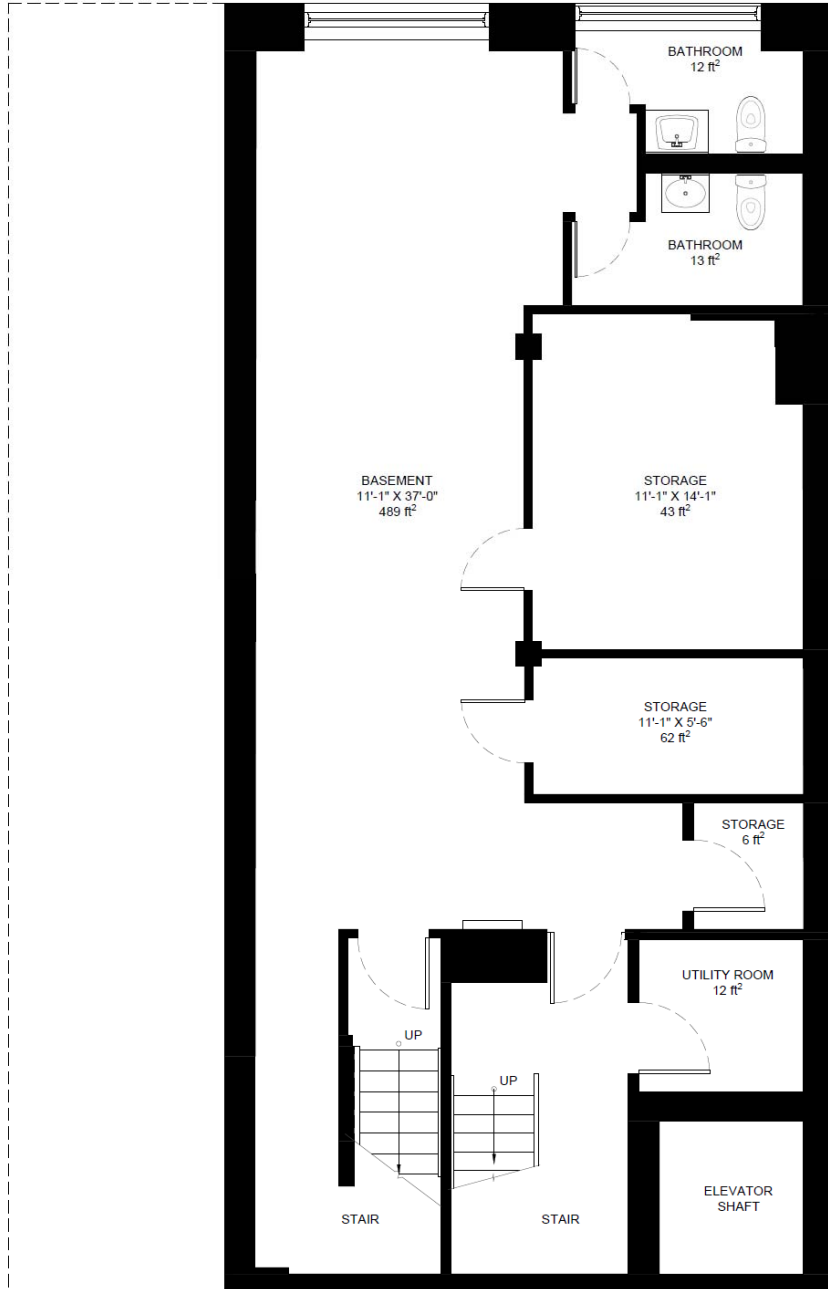 BATHROOM
12 ft²
BATHROOM
13 ft²
BASEMENT
11'-1" X 37'-0"
489 ft²
STORAGE
11'-1" X 14'-1"
43 ft²
STORAGE
11'-1" X 5'-6"
62 ft²
STORAGE
6 ft²
UTILITY ROOM
12 ft²
UP
UP
ELEVATOR
SHAFT
STAIR
STAIR